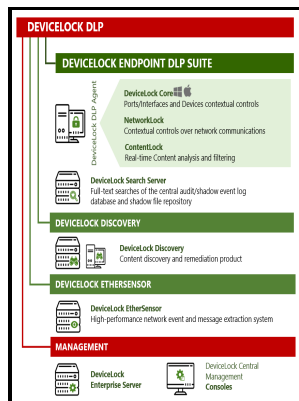 DEVICELOCK DLP
DEVICELOCK ENDPOINT DLP SUITE
DeviceLock DLP Agent
DeviceLock Core
Ports/Interfaces and Devices contextual controls
NetworkLock
Contextual controls over network communications
ContentLock
Real-time Content analysis and filtering
DeviceLock Search Server
Full-text searches of the central audit/shadow event log
database and shadow file repository
DEVICELOCK DISCOVERY
DeviceLock Discovery
Content discovery and remediation product
DEVICELOCK ETHERSENSOR
DeviceLock EtherSensor
High-performance network event and message extraction system
MANAGEMENT
DeviceLock
Enterprise Server
DeviceLock Central
Management
Consoles